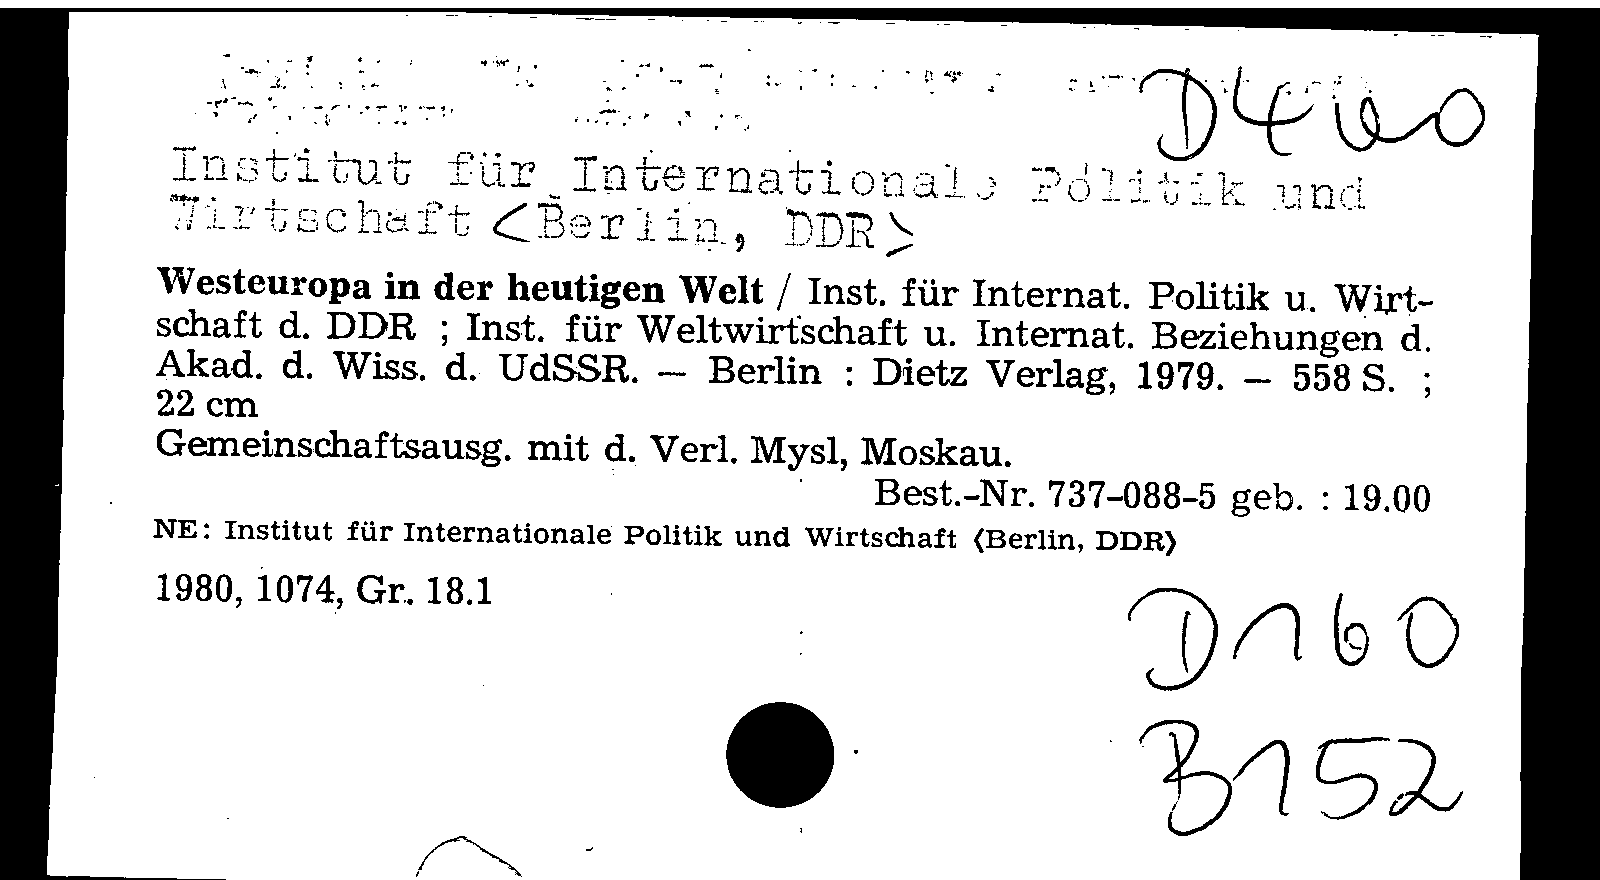 D460
Institut für Internationale Politik und
Wirtschaft <Berlin, DDR>
Westeuropa in der heutigen Welt / Inst. für Internat. Politik u. Wirt-
schaft d. DDR ; Inst. für Weltwirtschaft u. Internat. Beziehungen d.
Akad. d. Wiss. d. UdSSR. — Berlin : Dietz Verlag, 1979. — 558 S. ;
22 cm
Gemeinschaftsausg. mit d. Verl. Mysl, Moskau.
Best.-Nr. 737-088-5 geb. : 19.00
NE: Institut für Internationale Politik und Wirtschaft ⟨Berlin, DDR⟩
1980, 1074, Gr. 18.1
D160
B152